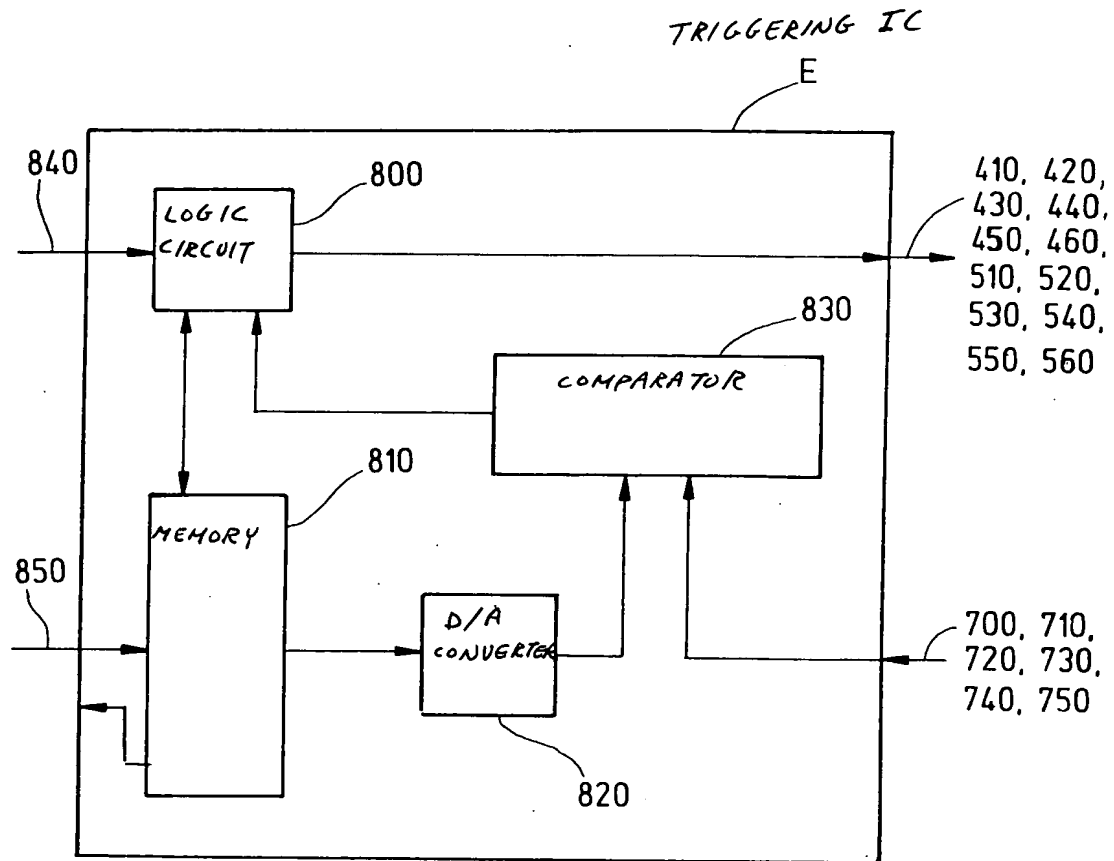 TRIGGERING IC
E
840
800
LOGIC
CIRCUIT
410, 420,
430, 440,
450, 460,
510, 520,
530, 540,
550, 560
830
COMPARATOR
810
MEMORY
850
D/A
CONVERTER
820
700, 710,
720, 730,
740, 750